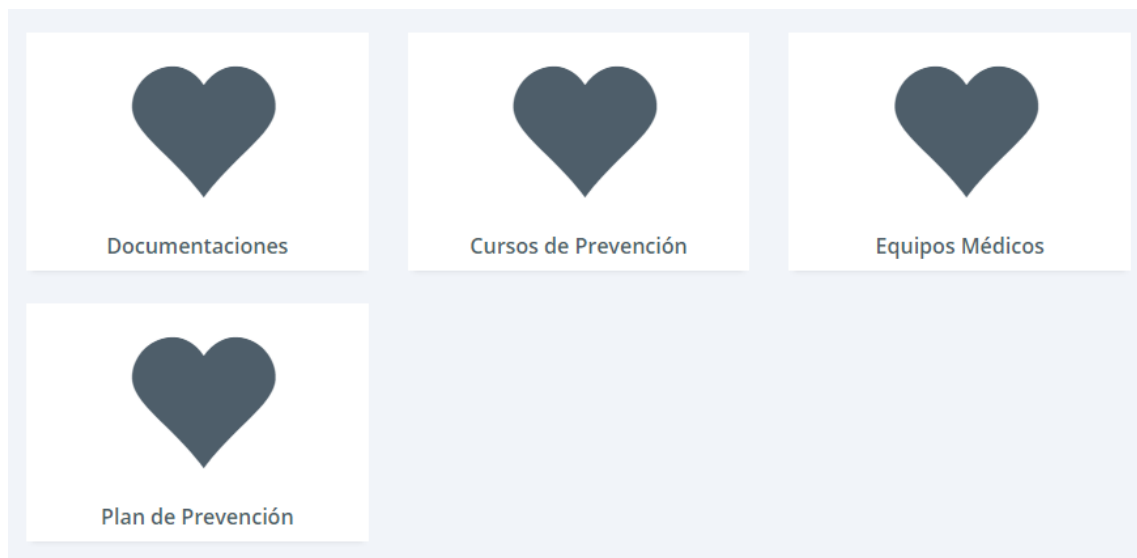 Documentaciones
Cursos de Prevención
Equipos Médicos
Plan de Prevención